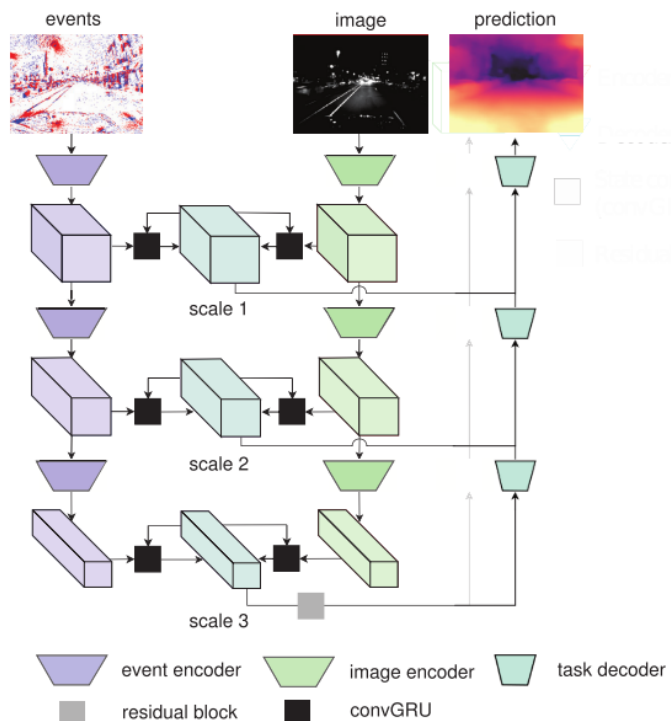 events
image
prediction
scale 1
scale 2
scale 3
event encoder
image encoder
task decoder
residual block
convGRU